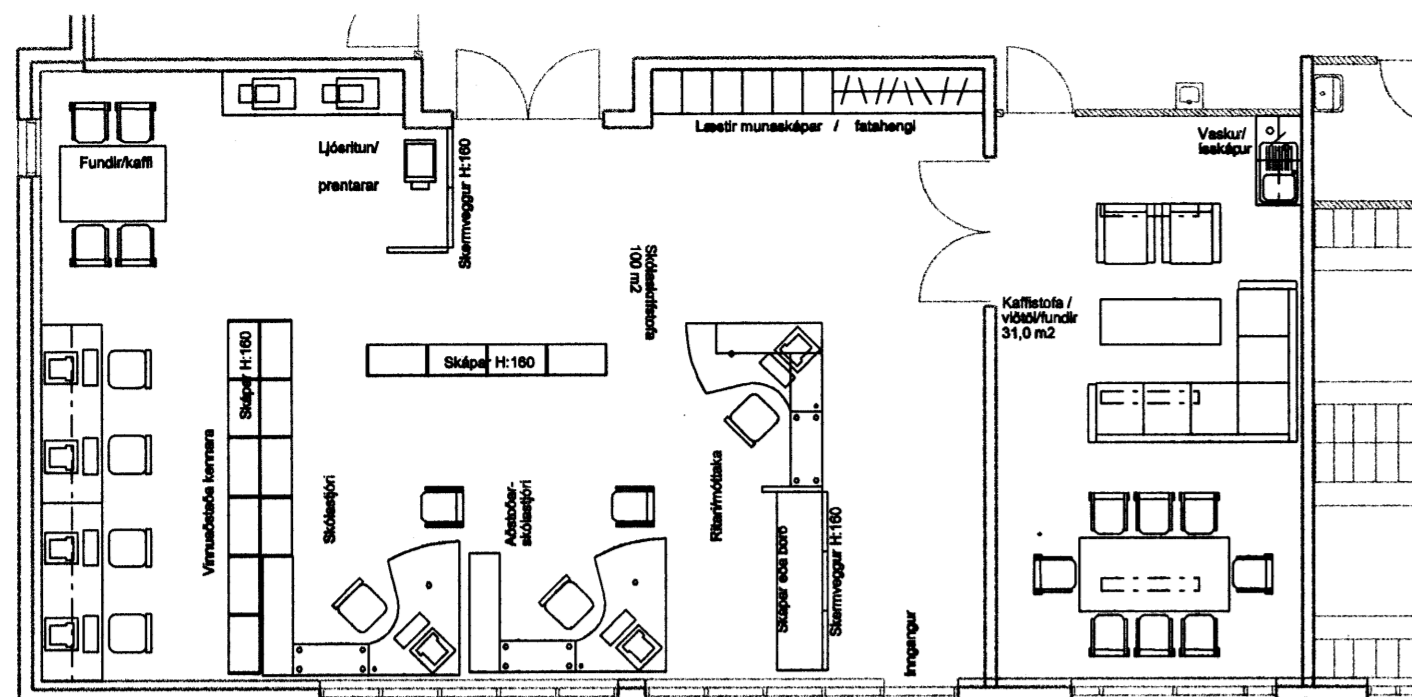 Fundir/kaffi
Ljósritun/
prentarar
Skermveggur H:160
Læstir munaskápar / fatahengi
Vaskur/
ísskápur
Skólaskrifstofa
100 m2
Kaffistofa /
viðtöl/fundir
31,0 m2
Skápar H:160
Skápar H:160
Vinnuaðstaða kennara
Skólastjóri
Aðstoðar-
skólastjóri
Ritari/móttaka
Skápar eða borð
Skermveggur H:160
Inngangur